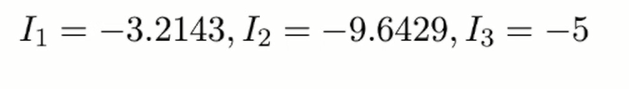 I₁ = −3.2143, I₂ = −9.6429, I₃ = −5